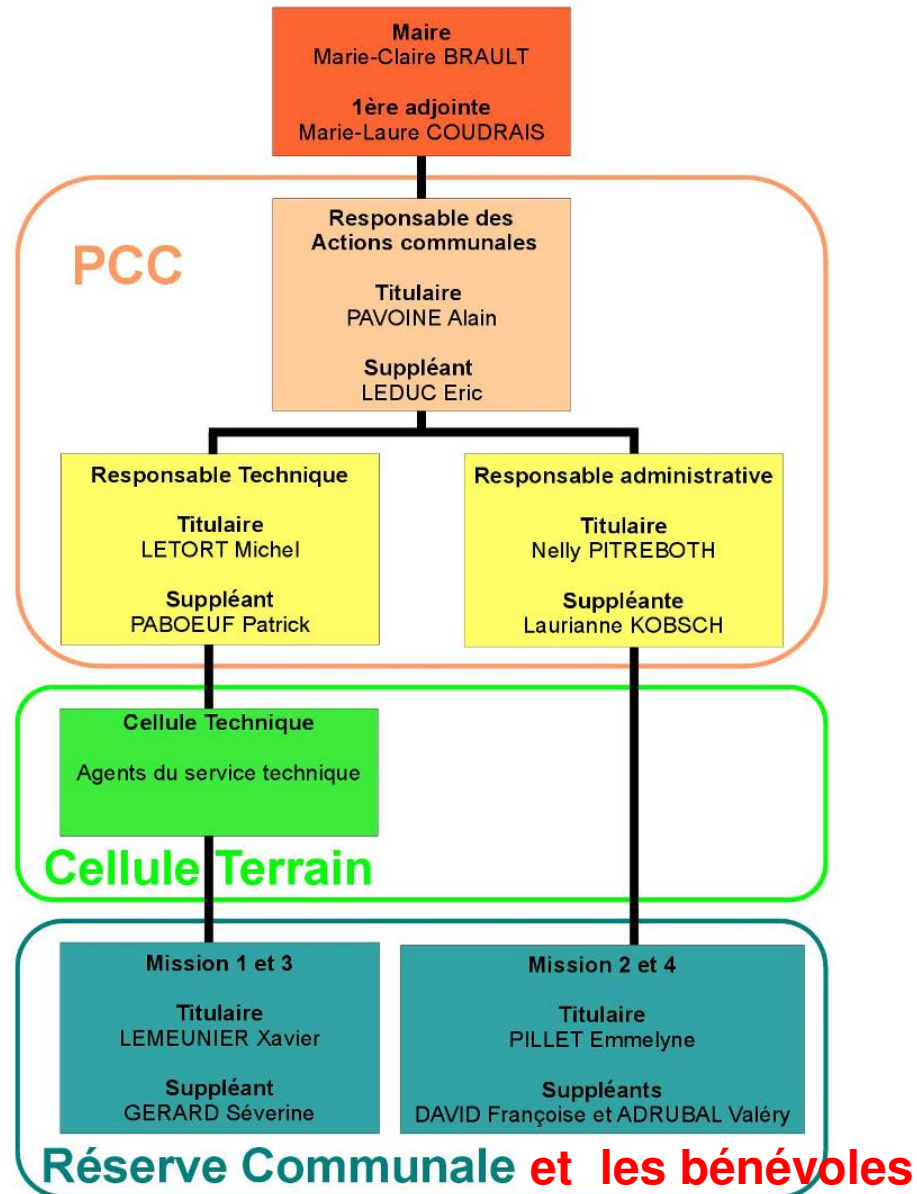 Maire
Marie-Claire BRAULT
1ère adjointe
Marie-Laure COUDRAIS
PCC
Responsable des
Actions communales
Titulaire
PAVOINE Alain
Suppléant
LEDUC Eric
Responsable Technique
Titulaire
LETORT Michel
Suppléant
PABOEUF Patrick
Responsable administrative
Titulaire
Nelly PITREBOTH
Suppléante
Laurianne KOBSCH
Cellule Technique
Agents du service technique
Cellule Terrain
Mission 1 et 3
Titulaire
LEMEUNIER Xavier
Suppléant
GERARD Séverine
Mission 2 et 4
Titulaire
PILLET Emmelyne
Suppléants
DAVID Françoise et ADRUBAL Valéry
Réserve Communale et les bénévoles